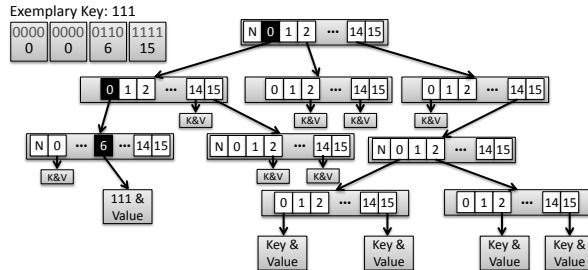 Exemplary Key: 111
0000 0000 0110 1111
0 0 6 15
N 0 1 2 ... 14 15
0 1 2 ... 14 15
0 1 2 ... 14 15
0 1 2 ... 14 15
K&V
K&V
K&V
K&V
N 0 ... 6 ... 14 15
N 0 1 2 ... 14 15
N 0 1 2 ... 14 15
K&V
K&V
K&V
111 &
Value
0 1 2 ... 14 15
0 1 2 ... 14 15
Key &
Value
Key &
Value
Key &
Value
Key &
Value